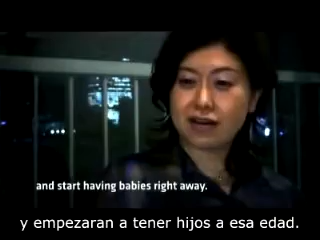 and start having babies right away.
y empezaran a tener hijos a esa edad.